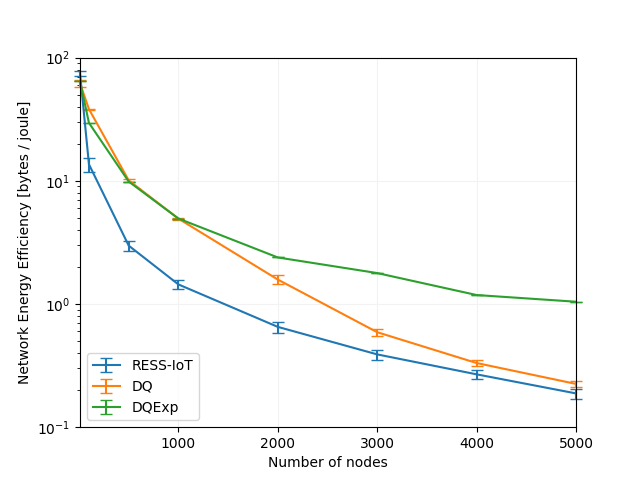 Network Energy Efficiency [bytes / joule]
10²
10¹
10⁰
10⁻¹
RESS-IoT
DQ
DQExp
1000 2000 3000 4000 5000
Number of nodes